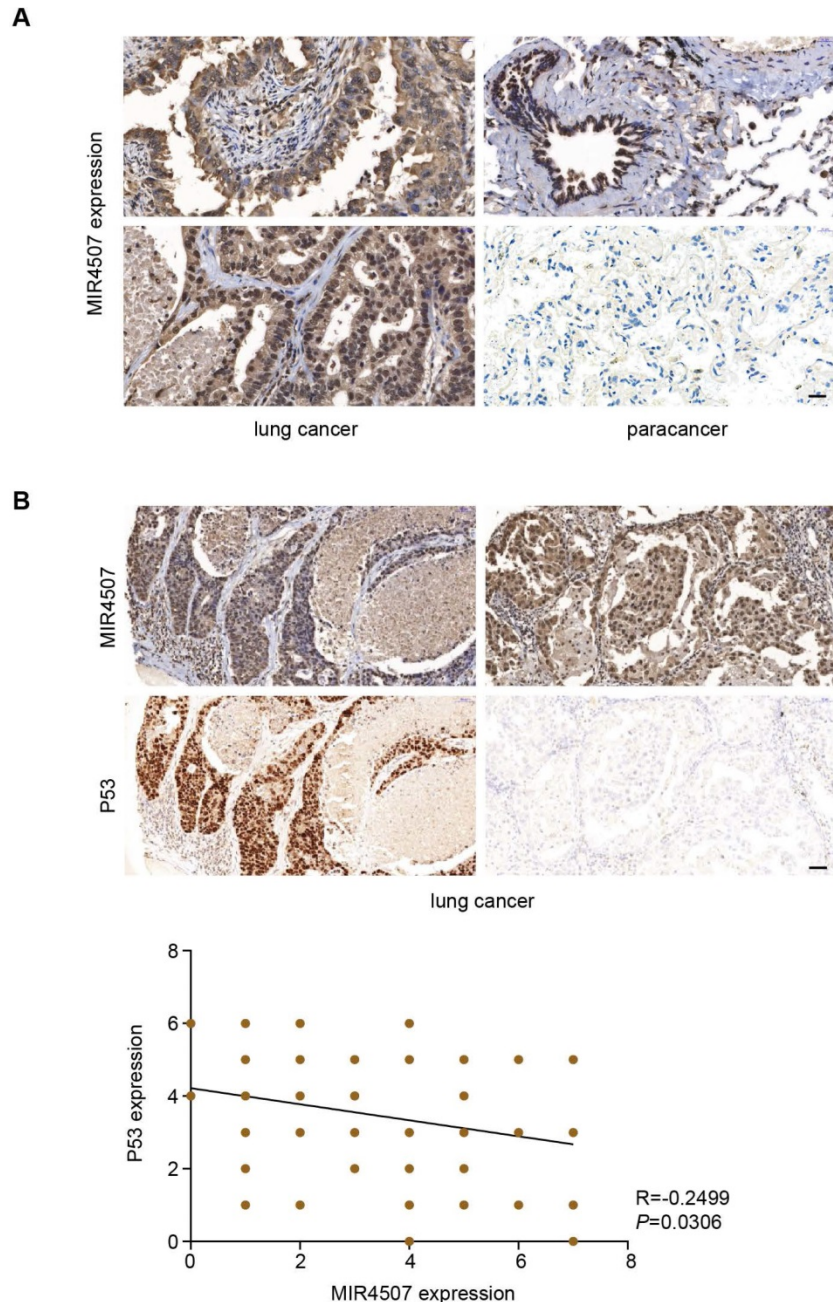 A
MIR4507 expression
lung cancer
paracancer
B
MIR4507
P53
lung cancer
8
6
4
2
0
P53 expression
0
2
4
6
8
MIR4507 expression
R=-0.2499
P=0.0306